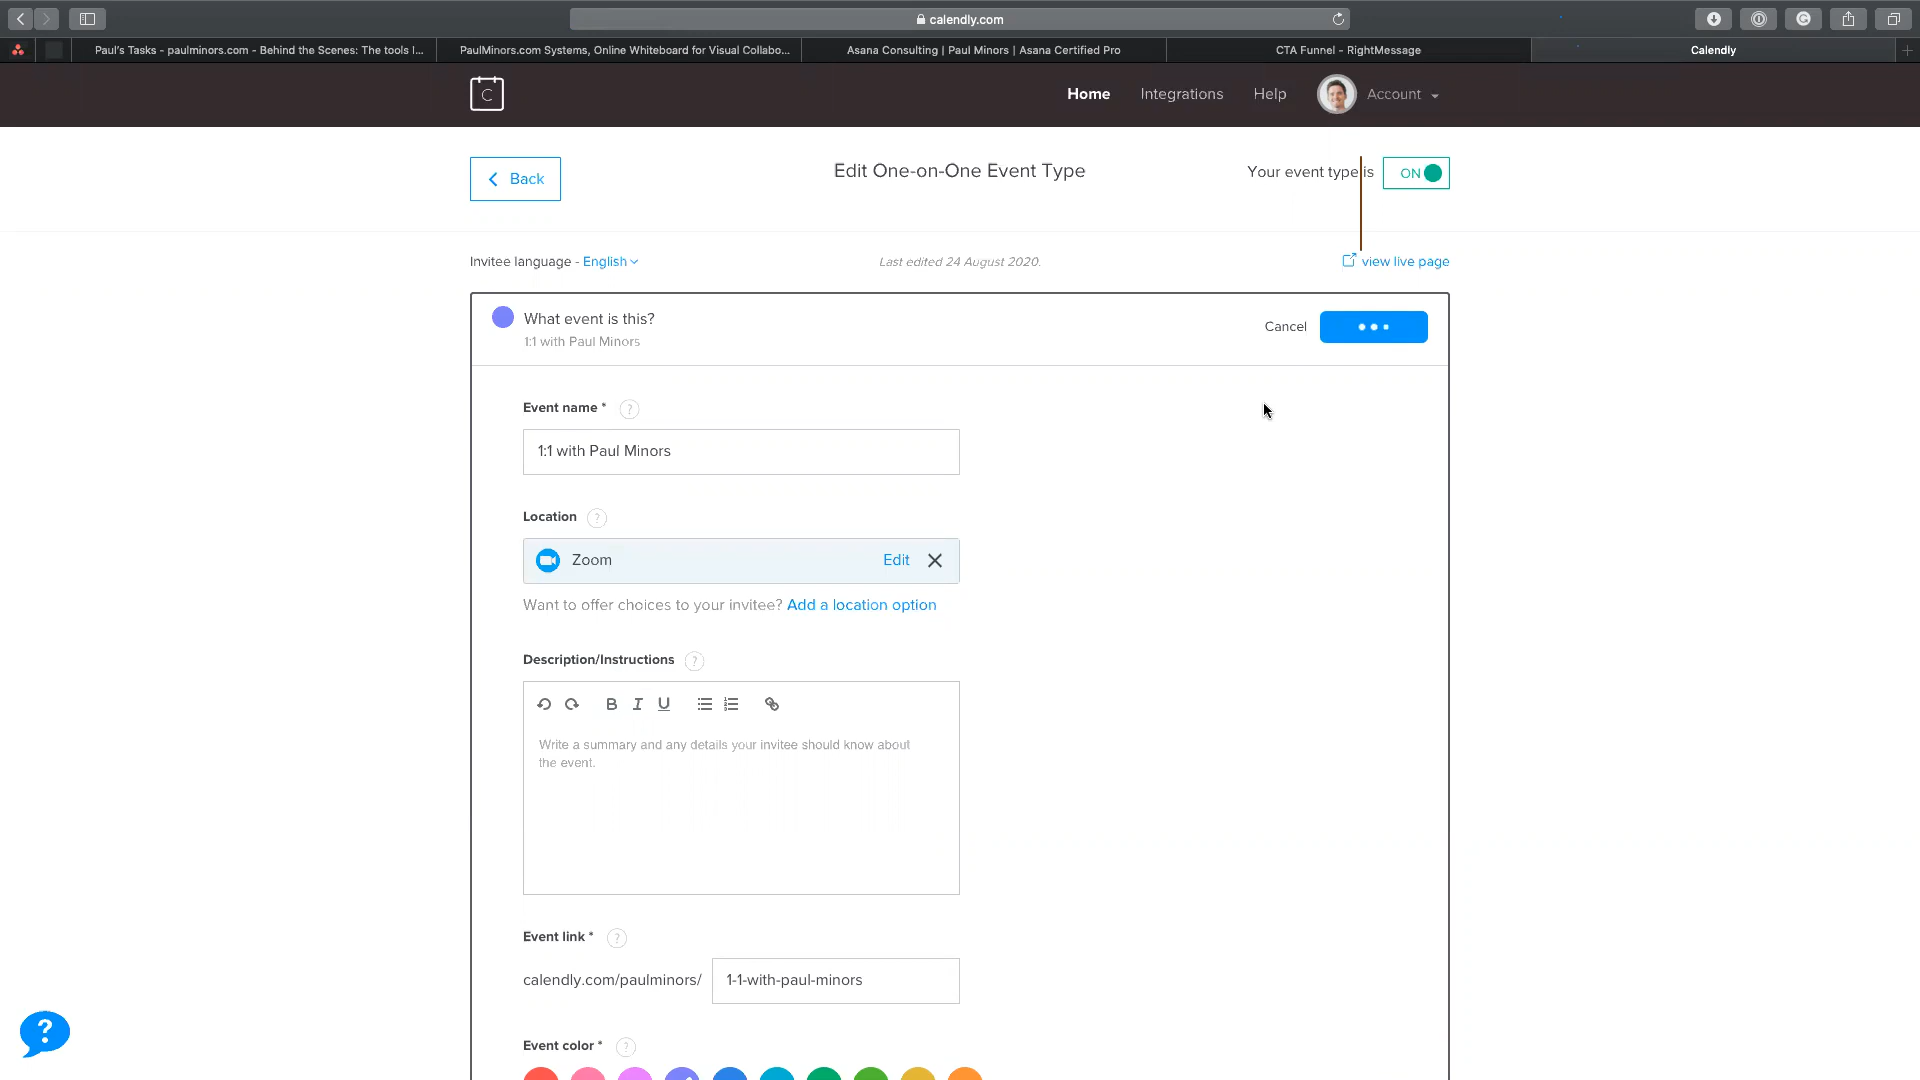 calendly.com
Paul's Tasks - paulminors.com - Behind the Scenes: The tools I...
PaulMinors.com Systems, Online Whiteboard for Visual Collabo...
Asana Consulting | Paul Minors | Asana Certified Pro
CTA Funnel - RightMessage
Calendly
C
Home
Integrations
Help
Account
Back
Edit One-on-One Event Type
Your event type is
ON
Invitee language - English
Last edited 24 August 2020.
view live page
What event is this?
1:1 with Paul Minors
Cancel
Event name * ?
1:1 with Paul Minors
Location ?
Zoom
Edit
Want to offer choices to your invitee? Add a location option
Description/Instructions ?
B I U
Write a summary and any details your invitee should know about
the event.
Event link * ?
calendly.com/paulminors/
1-1-with-paul-minors
Event color * ?
?